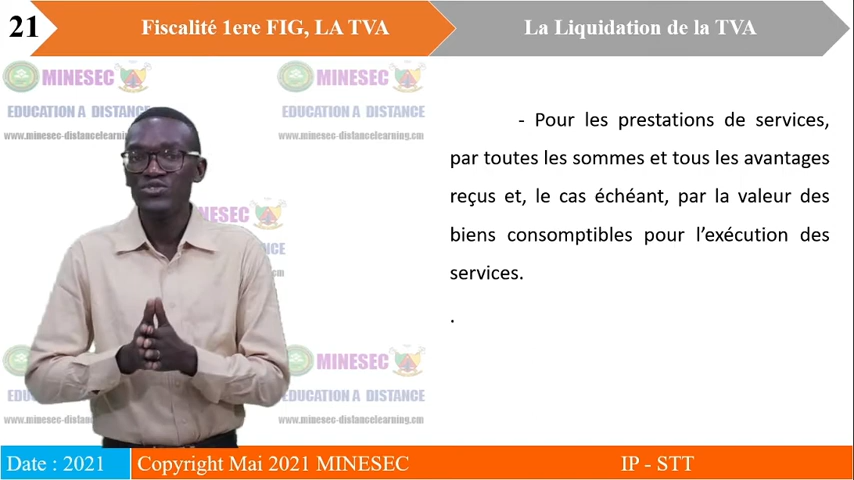 21
Fiscalité 1ere FIG, LA TVA
La Liquidation de la TVA
MINESEC
EDUCATION A DISTANCE
www.minesec-distancelearning.cm
MINESEC
EDUCATION A DISTANCE
www.minesec-distancelearning.cm
- Pour les prestations de services,
par toutes les sommes et tous les avantages
reçus et, le cas échéant, par la valeur des
biens consomptibles pour l’exécution des
services.
.
MINESEC
MINESEC
EDUCATION A DISTANCE
www.minesec-distancelearning.cm
Date : 2021
Copyright Mai 2021 MINESEC
IP - STT